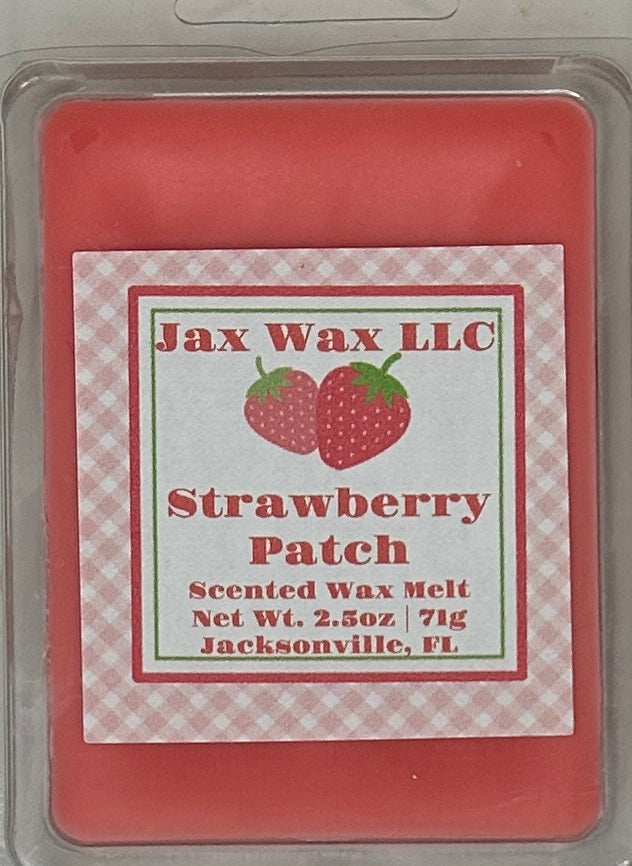 Jax Wax LLC
Strawberry
Patch
Scented Wax Melt
Net Wt. 2.5oz | 71g
Jacksonville, FL